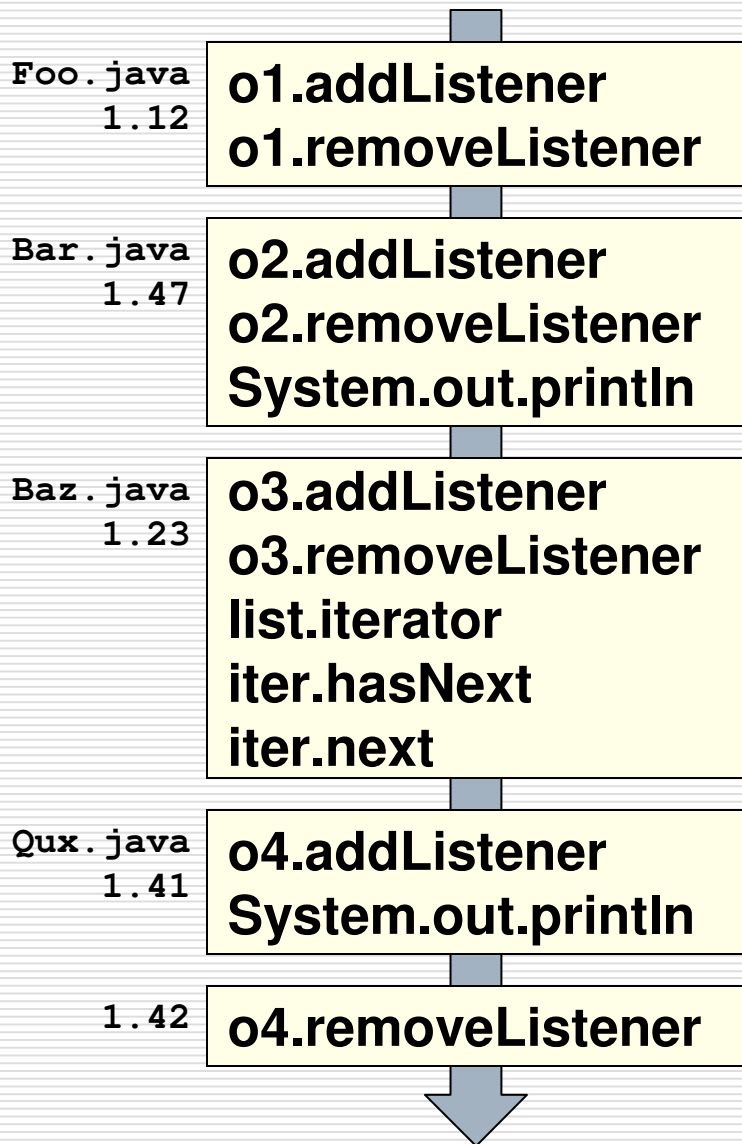 Foo.java
1.12
o1.addListener
o1.removeListener
Bar.java
1.47
o2.addListener
o2.removeListener
System.out.println
Baz.java
1.23
o3.addListener
o3.removeListener
list.iterator
iter.hasNext
iter.next
Qux.java
1.41
o4.addListener
System.out.println
1.42
o4.removeListener